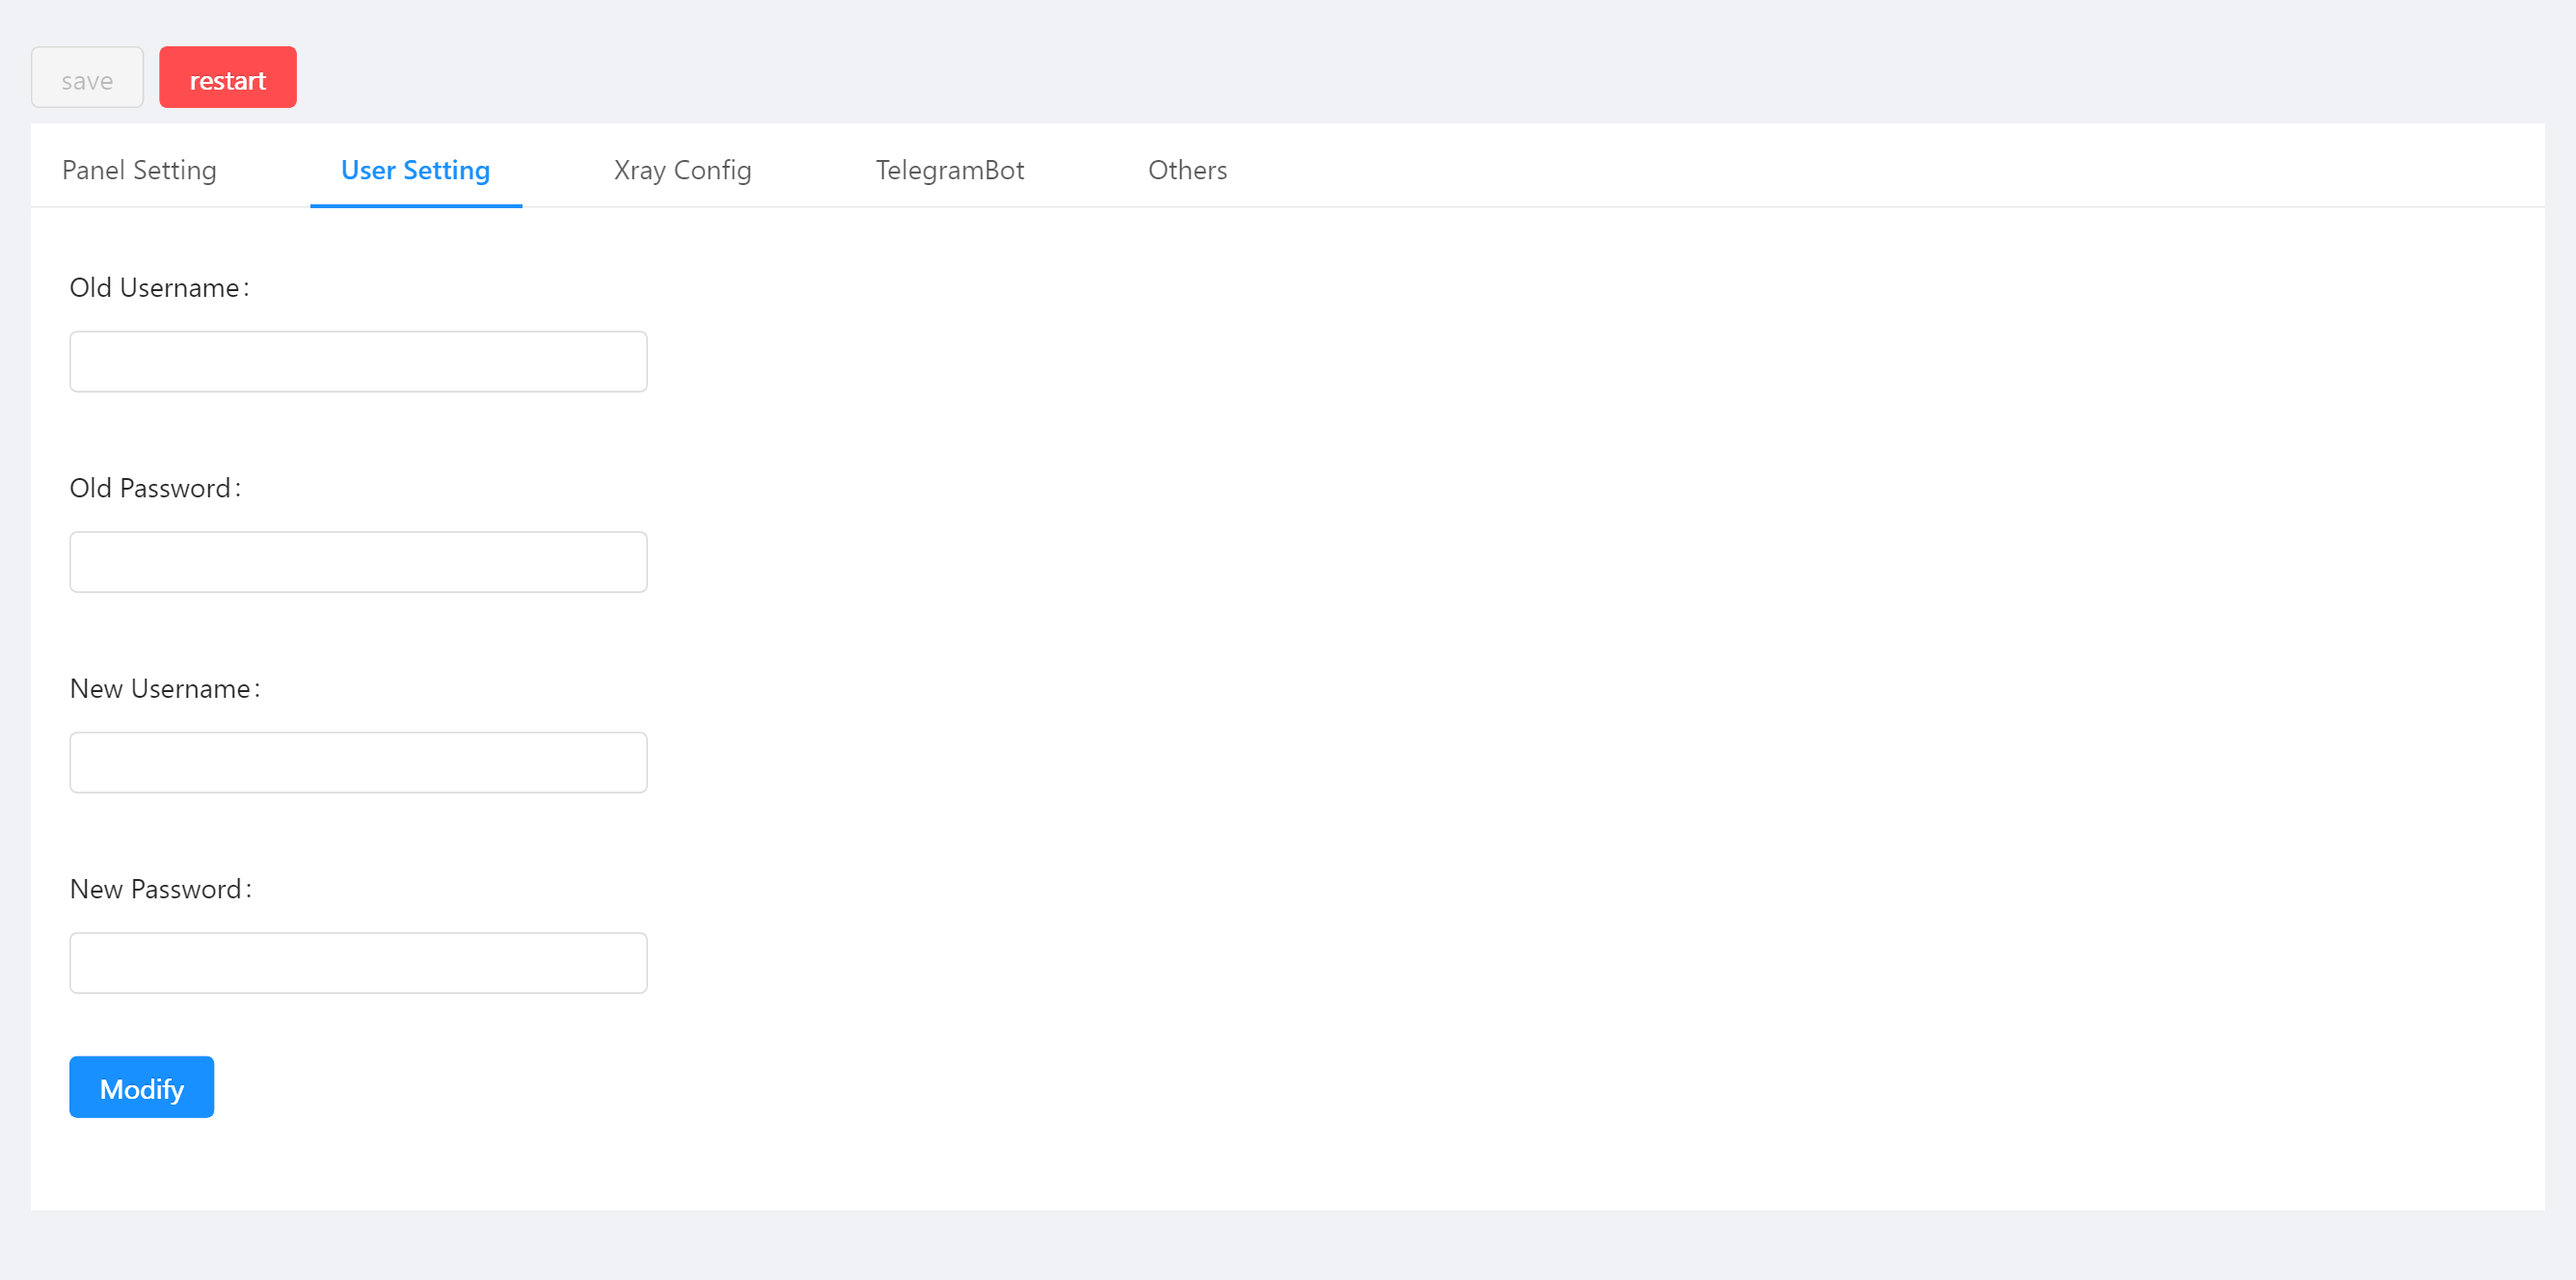 save restart
Panel Setting User Setting Xray Config TelegramBot Others
Old Username:
Old Password:
New Username:
New Password:
Modify